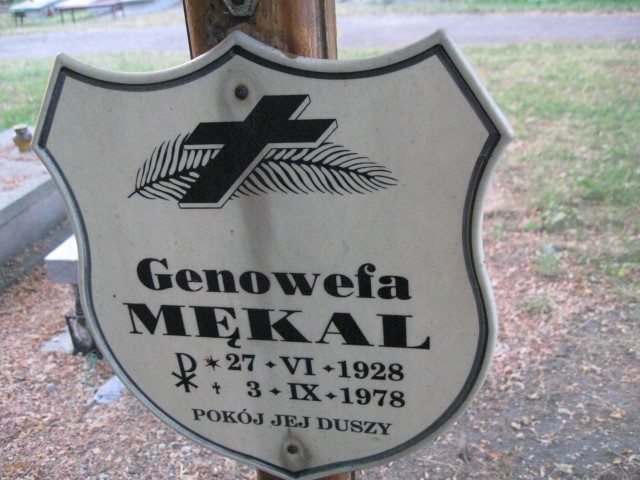 Genowefa
MĘKAL
☧ * 27 ✦ VI ✦ 1928
† 3 ✦ IX ✦ 1978
POKÓJ JEJ DUSZY